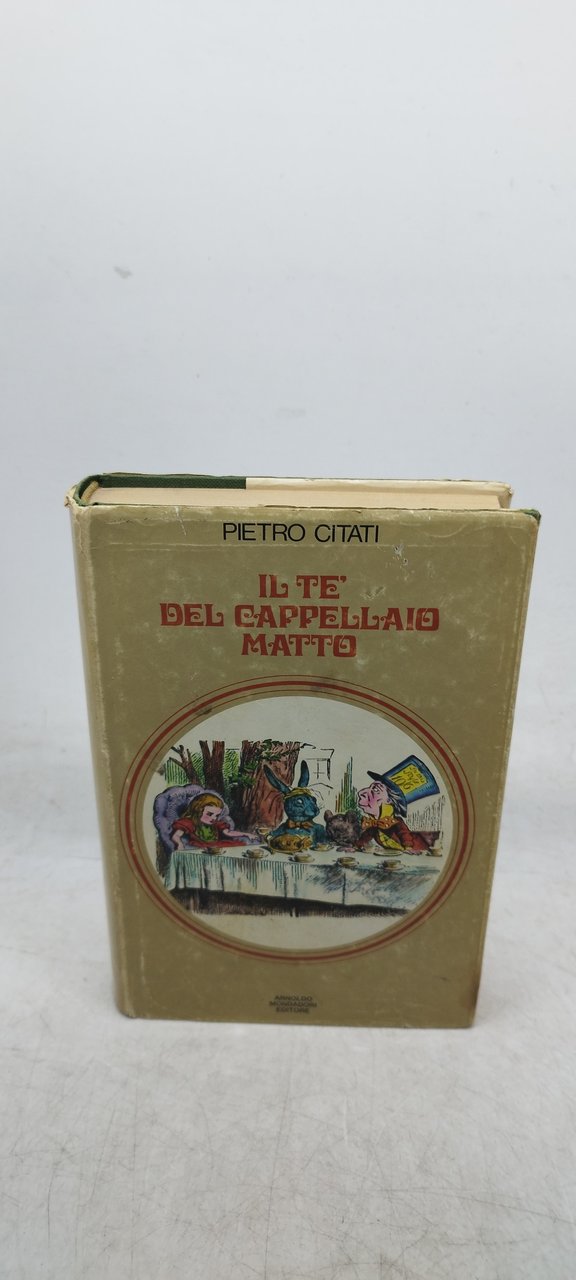 PIETRO CITATI
IL TE'
DEL CAPPELLAIO
MATTO
ARNOLDO
MONDADORI
EDITORE